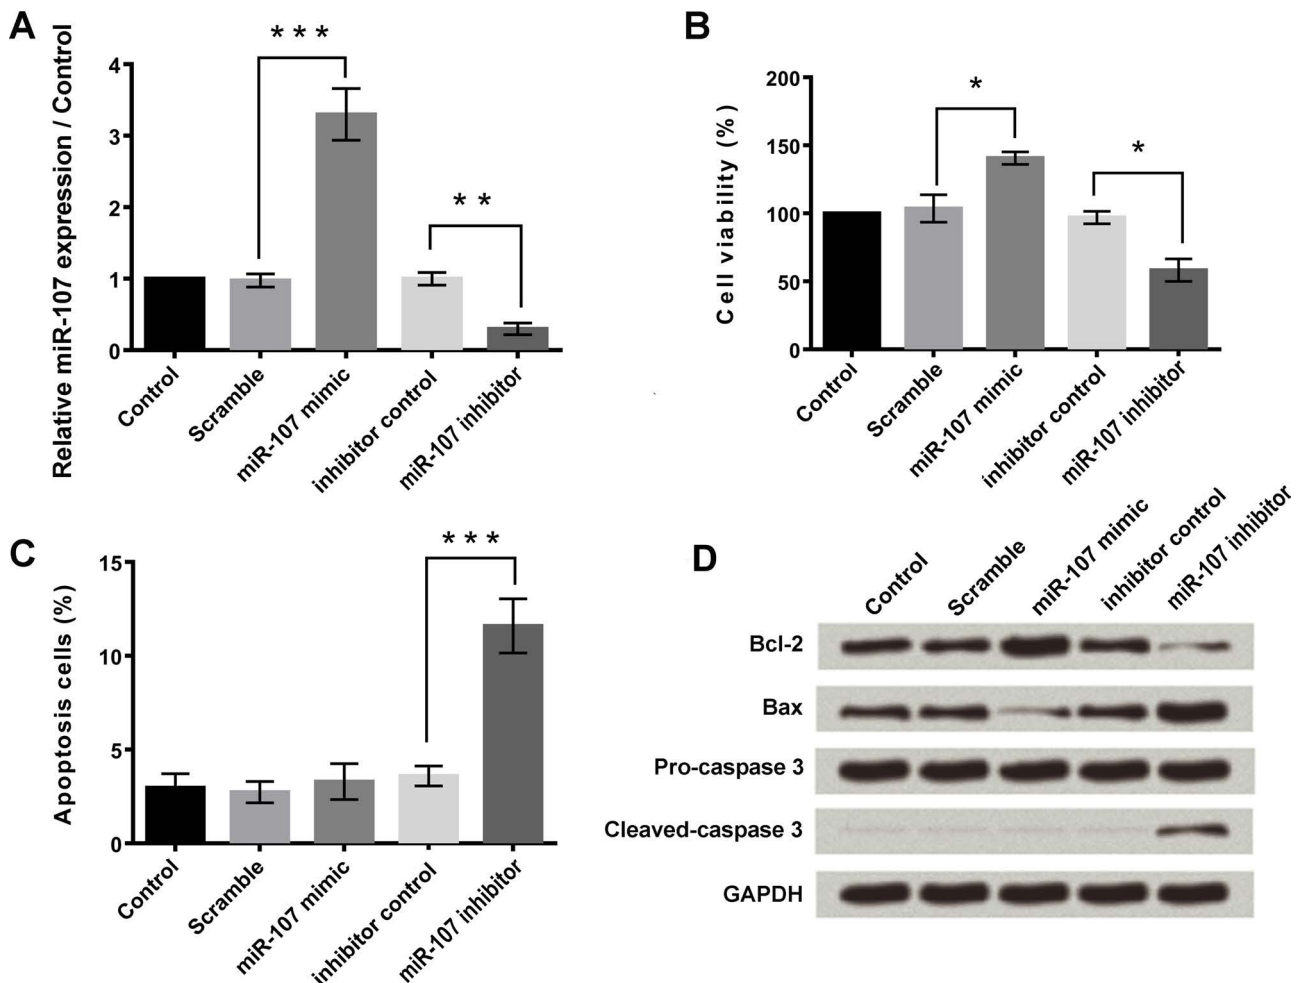 A
Relative miR-107 expression / Control
4
3
2
1
0
***
**
Control
Scramble
miR-107 mimic
inhibitor control
miR-107 inhibitor
B
Cell viability (%)
200
150
100
50
0
*
*
Control
Scramble
miR-107 mimic
inhibitor control
miR-107 inhibitor
C
Apoptosis cells (%)
15
10
5
0
***
Control
Scramble
miR-107 mimic
inhibitor control
miR-107 inhibitor
D
Control
Scramble
miR-107 mimic
inhibitor control
miR-107 inhibitor
Bcl-2
Bax
Pro-caspase 3
Cleaved-caspase 3
GAPDH